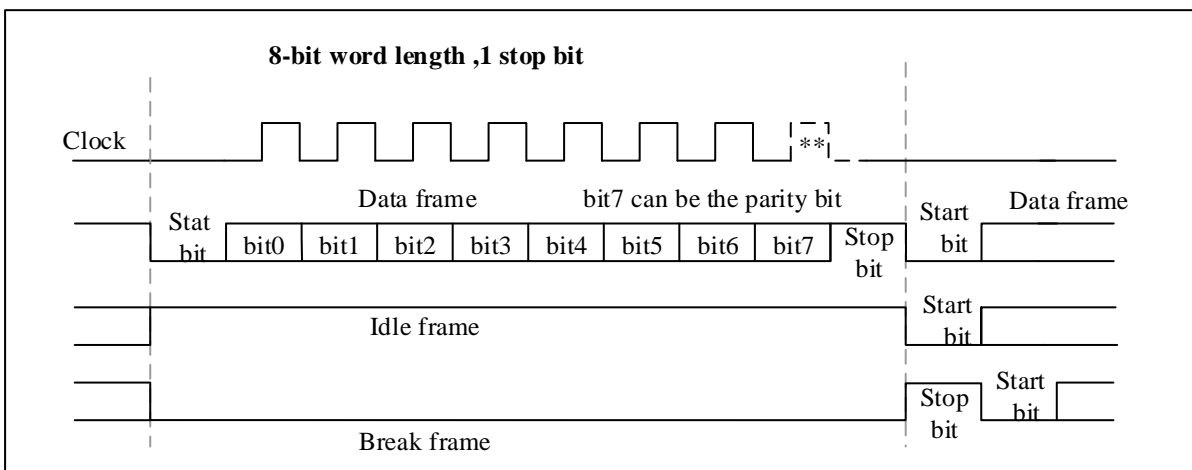 8-bit word length ,1 stop bit
Clock
**
Data frame
bit7 can be the parity bit
Data frame
Stat
bit
bit0 bit1 bit2 bit3 bit4 bit5 bit6 bit7
Stop
bit
Start
bit
Idle frame
Start
bit
Break frame
Stop
bit
Start
bit